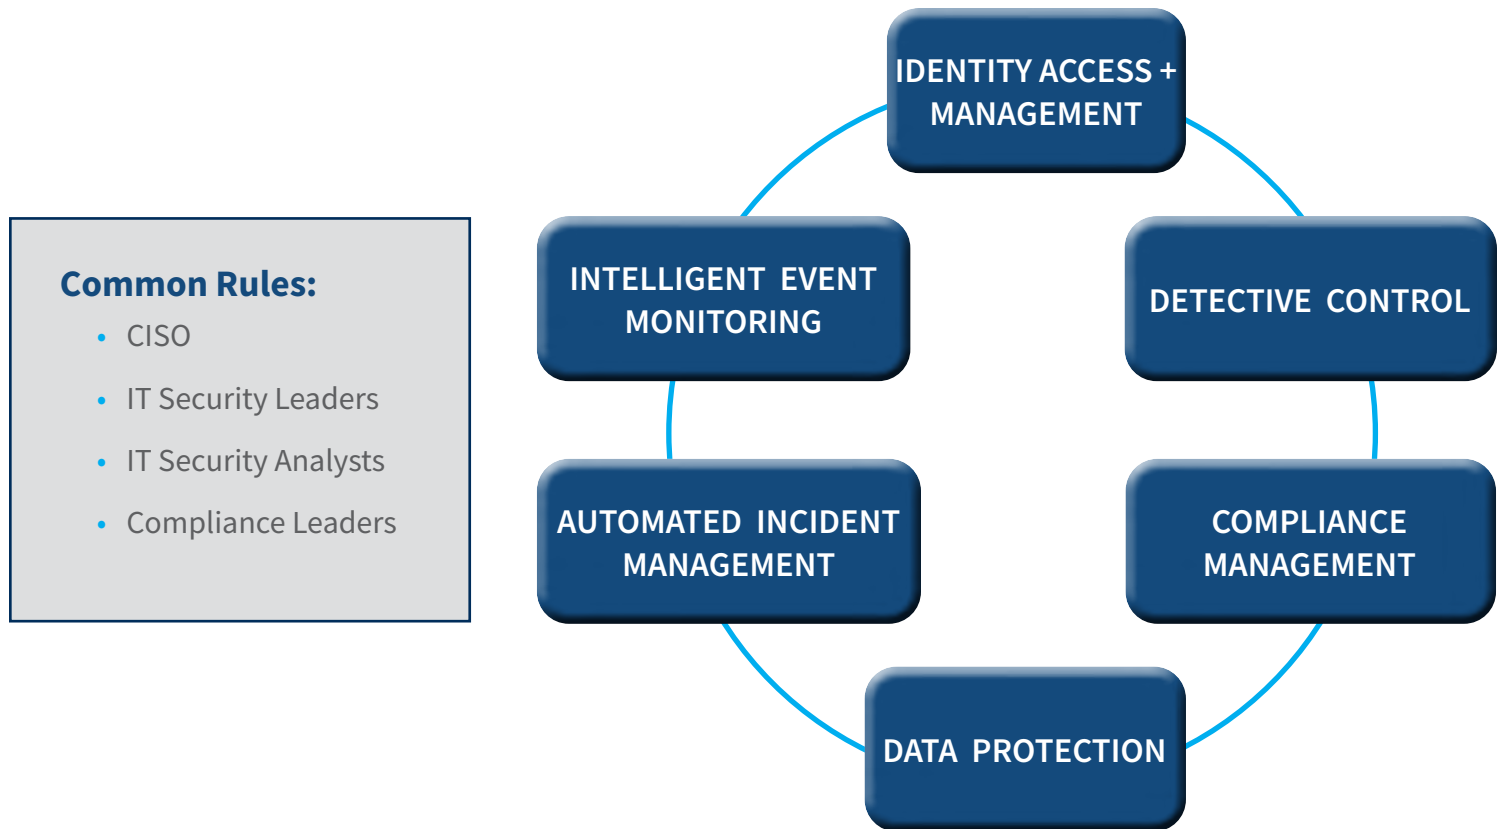 Common Rules:
• CISO
• IT Security Leaders
• IT Security Analysts
• Compliance Leaders
IDENTITY ACCESS +
MANAGEMENT
INTELLIGENT EVENT
MONITORING
DETECTIVE CONTROL
AUTOMATED INCIDENT
MANAGEMENT
COMPLIANCE
MANAGEMENT
DATA PROTECTION